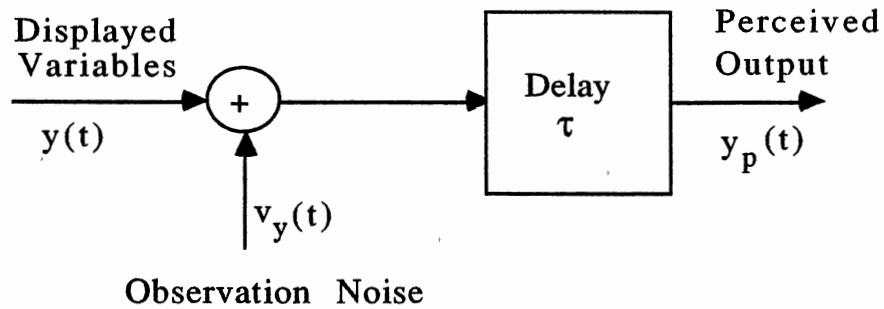 Displayed
Variables
y(t)
+
v_y(t)
Observation Noise
Delay
τ
Perceived
Output
y_p(t)